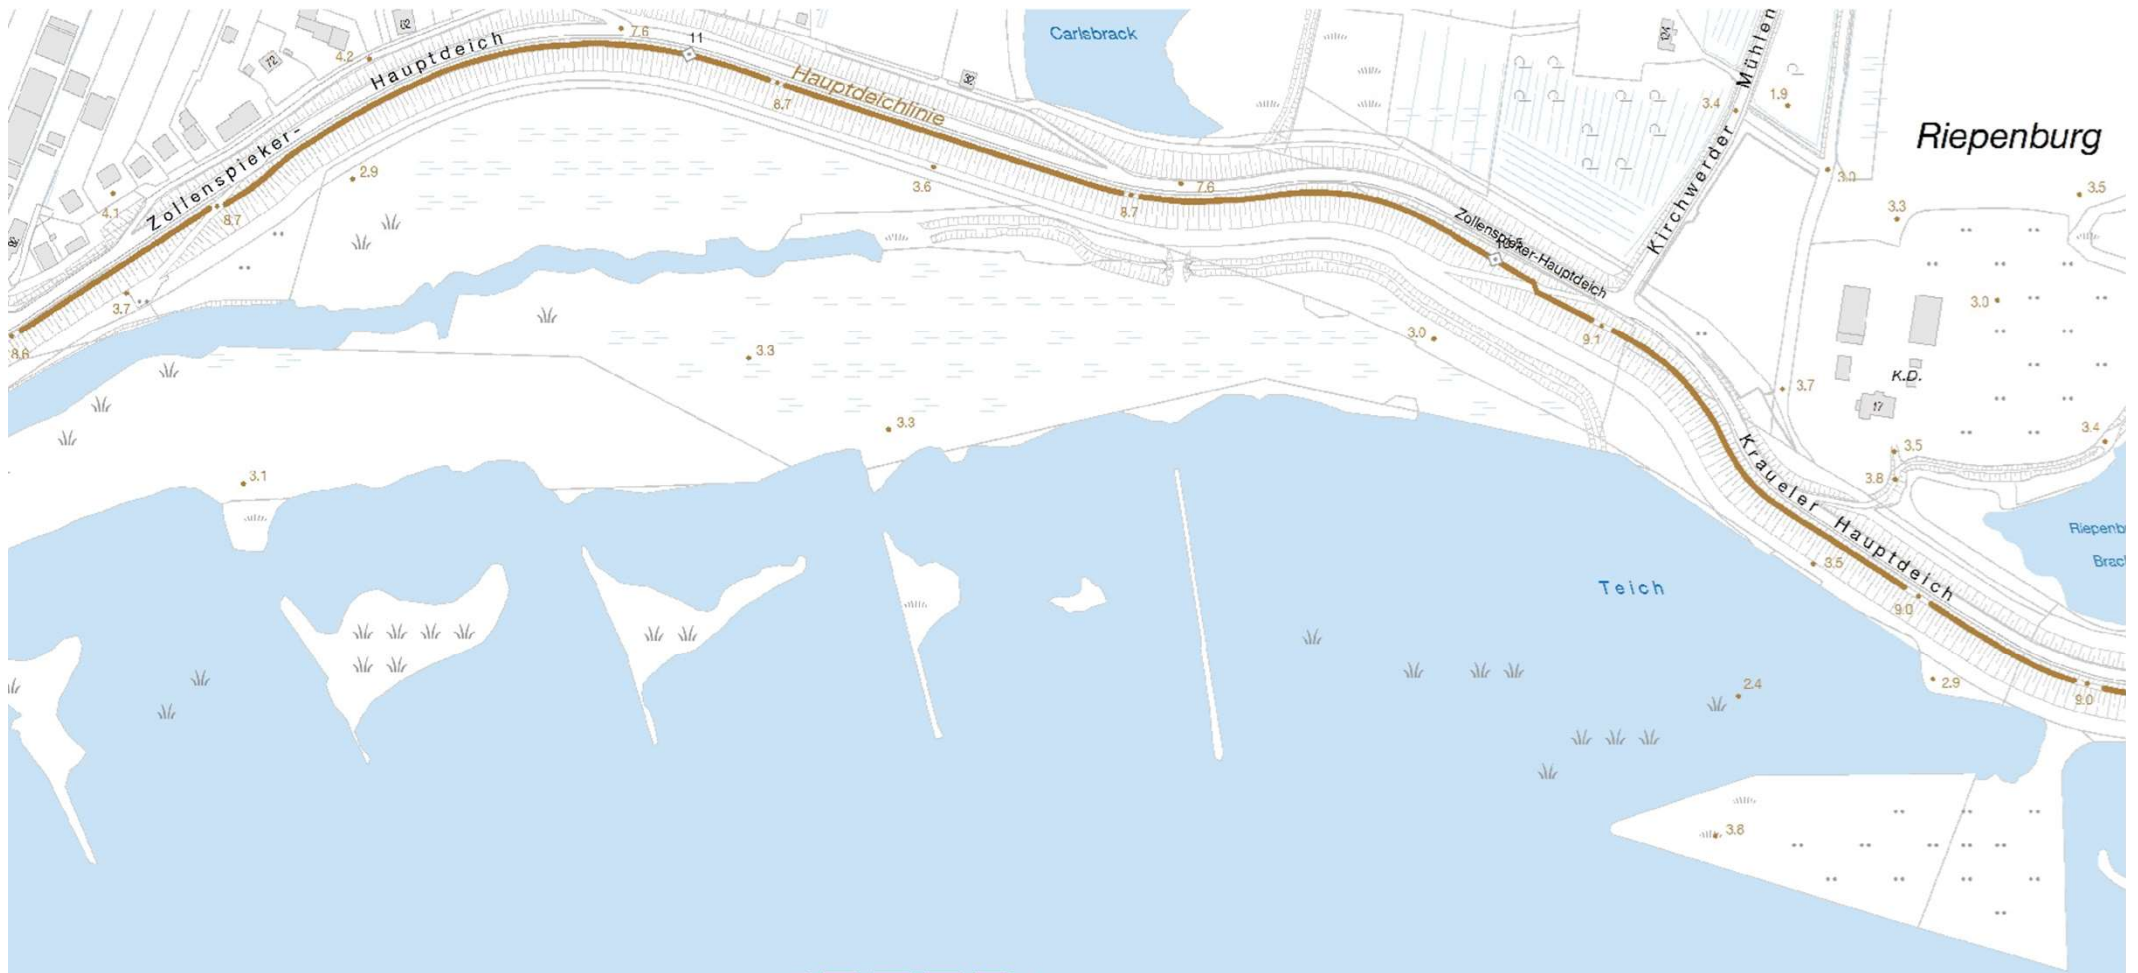 62
7.6
11
Carlsbrack
124
Mühlen
72
4.2
Hauptdeich
Hauptdeichlinie
32
8.7
3.4
1.9
Riepenburg
Zollenspieker-
2.9
3.6
7.6
8.7
3.0
3.5
3.3
4.1
8.7
Kirchwerder
Zollenspieker-Hauptdeich
3.7
8.6
3.3
3.0
9.1
3.0
3.7
K.D.
17
3.3
3.4
3.5
3.8
3.1
Kraueler Hauptdeich
Riepenb
Brac
3.5
Teich
9.0
2.4
2.9
9.0
3.8